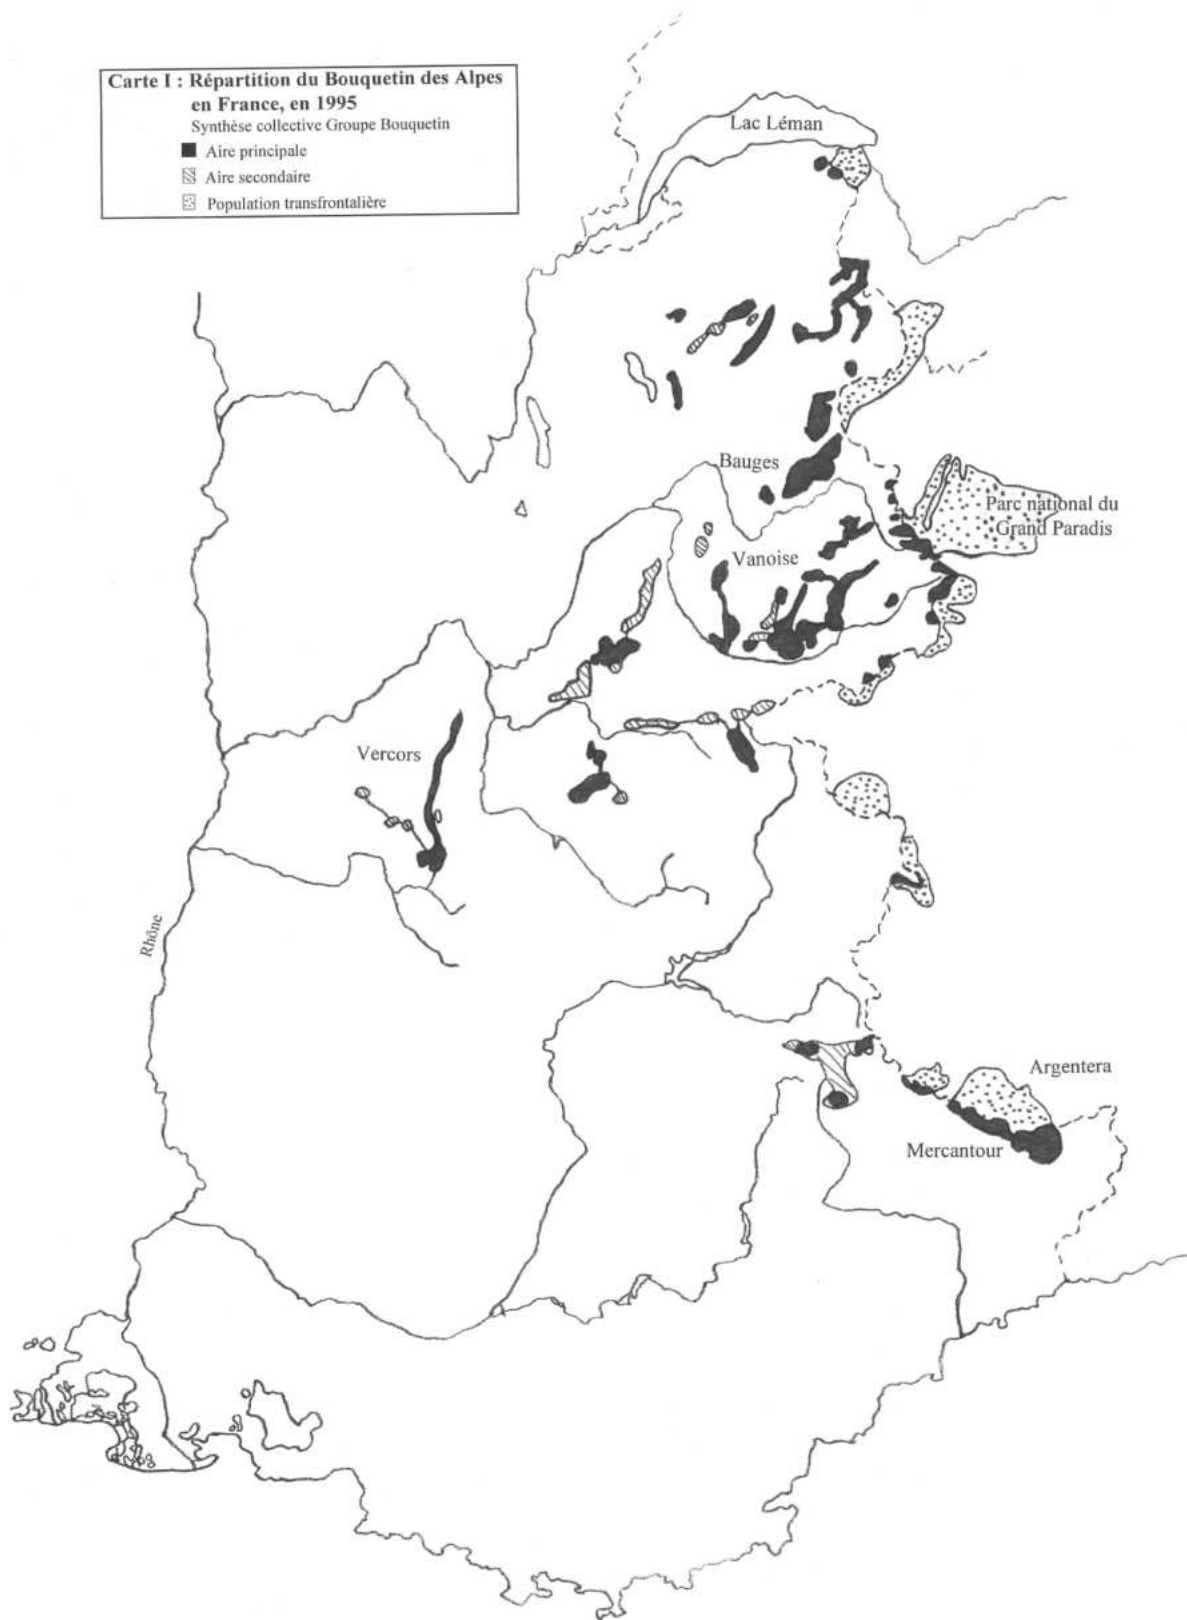 Carte I : Répartition du Bouquetin des Alpes
en France, en 1995
Synthèse collective Groupe Bouquetin
Aire principale
Aire secondaire
Population transfrontalière
Lac Léman
Bauges
Parc national du
Grand Paradis
Vanoise
Vercors
Rhône
Argentera
Mercantour